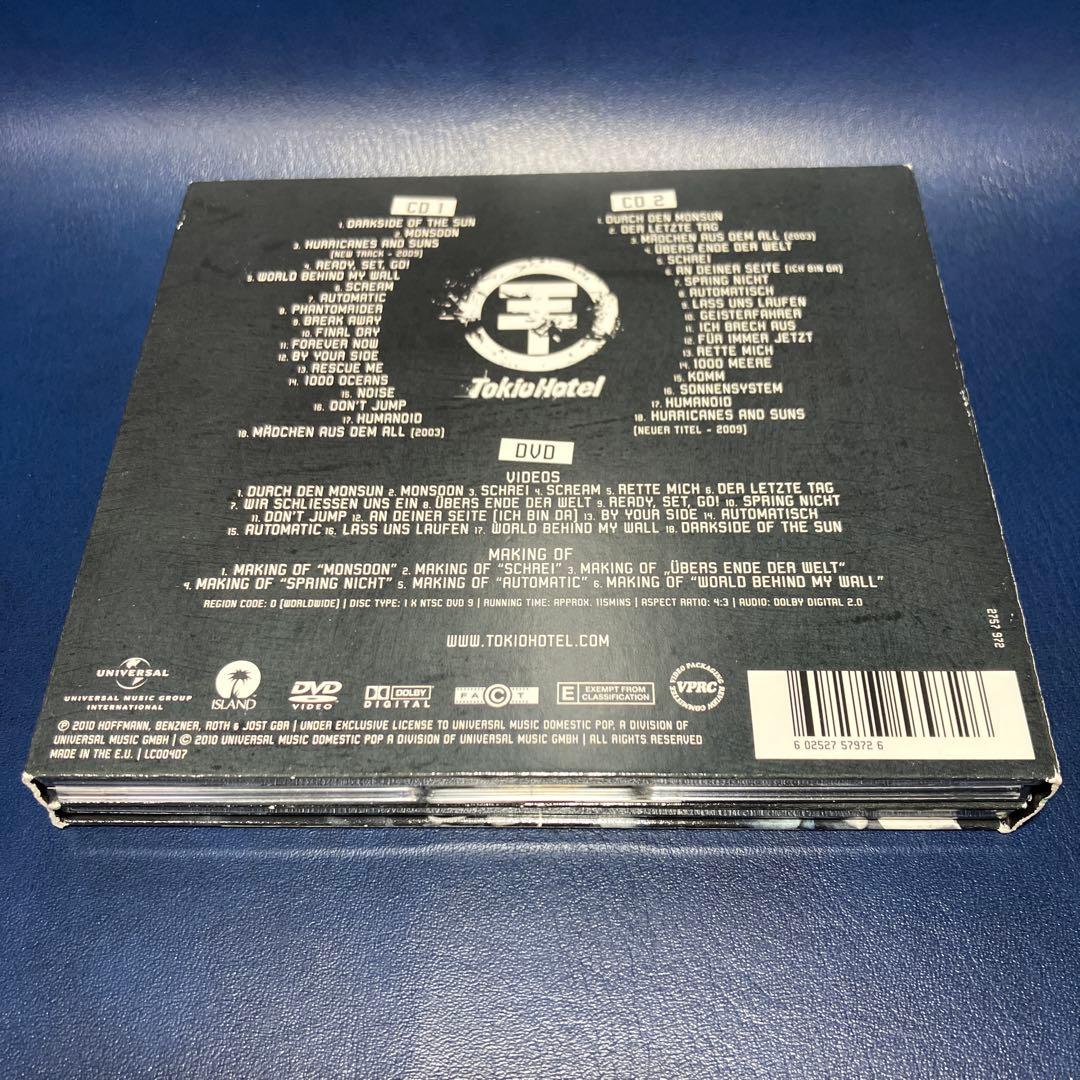 CD 1
1. DARKSIDE OF THE SUN
2. MONSOON
3. HURRICANES AND SUNS
(NEW TRACK - 2009)
4. READY, SET, GO!
5. WORLD BEHIND MY WALL
6. SCREAM
7. AUTOMATIC
8. PHANTOMRIDER
9. BREAK AWAY
10. FINAL DAY
11. FOREVER NOW
12. BY YOUR SIDE
13. RESCUE ME
14. 1000 OCEANS
15. NOISE
16. DON'T JUMP
17. HUMANOID
18. MÄDCHEN AUS DEM ALL (2003)
Tokio Hotel
CD 2
1. DURCH DEN MONSUN
2. DER LETZTE TAG
3. MÄDCHEN AUS DEM ALL (2003)
4. ÜBERS ENDE DER WELT
5. SCHREI
6. AN DEINER SEITE (ICH BIN DA)
7. SPRING NICHT
8. AUTOMATISCH
9. LASS UNS LAUFEN
10. GEISTERFAHRER
11. ICH BRECH AUS
12. FÜR IMMER JETZT
13. RETTE MICH
14. 1000 MEERE
15. KOMM
16. SONNENSYSTEM
17. HUMANOID
18. HURRICANES AND SUNS
(NEUER TITEL - 2009)
DVD
VIDEOS
1. DURCH DEN MONSUN 2. MONSOON 3. SCHREI 4. SCREAM 5. RETTE MICH 6. DER LETZTE TAG
7. WIR SCHLIESSEN UNS EIN 8. ÜBERS ENDE DER WELT 9. READY, SET, GO! 10. SPRING NICHT
11. DON'T JUMP 12. AN DEINER SEITE (ICH BIN DA) 13. BY YOUR SIDE 14. AUTOMATISCH
15. AUTOMATIC 16. LASS UNS LAUFEN 17. WORLD BEHIND MY WALL 18. DARKSIDE OF THE SUN
MAKING OF
1. MAKING OF "MONSOON" 2. MAKING OF "SCHREI" 3. MAKING OF „ÜBERS ENDE DER WELT"
4. MAKING OF "SPRING NICHT" 5. MAKING OF "AUTOMATIC" 6. MAKING OF "WORLD BEHIND MY WALL"
REGION CODE: 0 (WORLDWIDE) | DISC TYPE: 1 X NTSC DVD 9 | RUNNING TIME: APPROX. 115MINS | ASPECT RATIO: 4:3 | AUDIO: DOLBY DIGITAL 2.0
WWW.TOKIOHOTEL.COM
2757 972
UNIVERSAL
UNIVERSAL MUSIC GROUP
INTERNATIONAL
ISLAND
DVD
VIDEO
DOLBY
DIGITAL
FACT
E EXEMPT FROM
CLASSIFICATION
VIDEO PACKAGING REVIEW COMMITTEE
VPRC
℗ 2010 HOFFMANN, BENZNER, ROTH & JOST GBR | UNDER EXCLUSIVE LICENSE TO UNIVERSAL MUSIC DOMESTIC POP, A DIVISION OF
UNIVERSAL MUSIC GMBH | © 2010 UNIVERSAL MUSIC DOMESTIC POP A DIVISION OF UNIVERSAL MUSIC GMBH | ALL RIGHTS RESERVED
MADE IN THE E.U. | LC00407
6 02527 57972 6